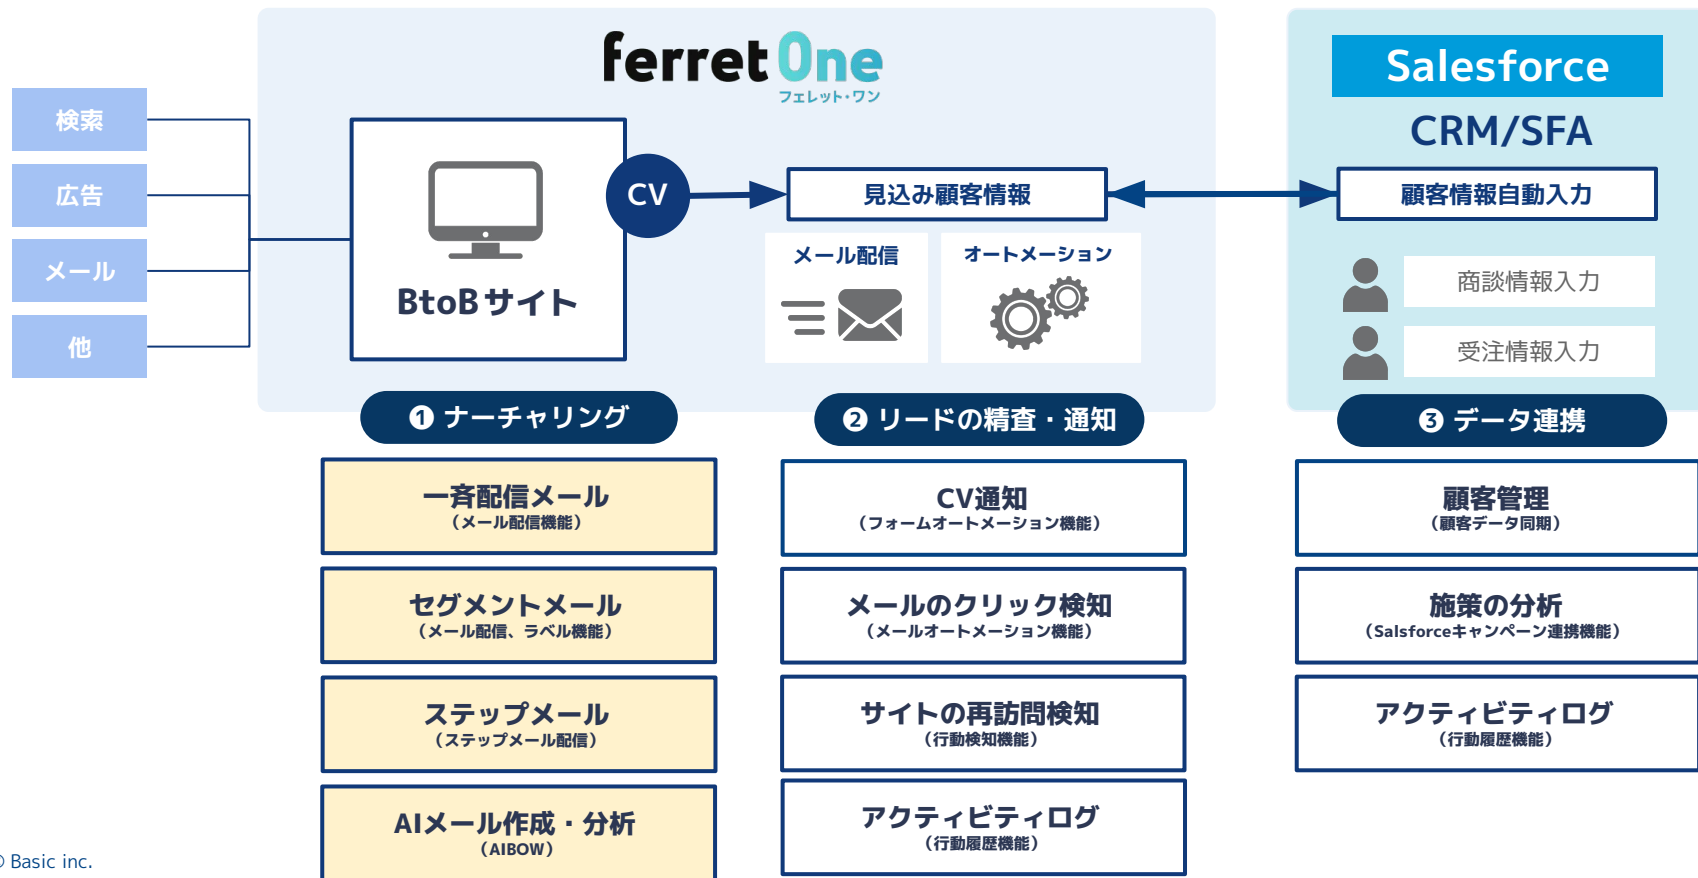 ferret One
フェレット・ワン
Salesforce
CRM/SFA
検索
広告
メール
他
BtoBサイト
CV
見込み顧客情報
メール配信
オートメーション
顧客情報自動入力
商談情報入力
受注情報入力
❶ ナーチャリング
一斉配信メール
（メール配信機能）
セグメントメール
（メール配信、ラベル機能）
ステップメール
（ステップメール配信）
AIメール作成・分析
（AIBOW）
❷ リードの精査・通知
CV通知
（フォームオートメーション機能）
メールのクリック検知
（メールオートメーション機能）
サイトの再訪問検知
（行動検知機能）
アクティビティログ
（行動履歴機能）
❸ データ連携
顧客管理
（顧客データ同期）
施策の分析
（Salsforceキャンペーン連携機能）
アクティビティログ
（行動履歴機能）
© Basic inc.